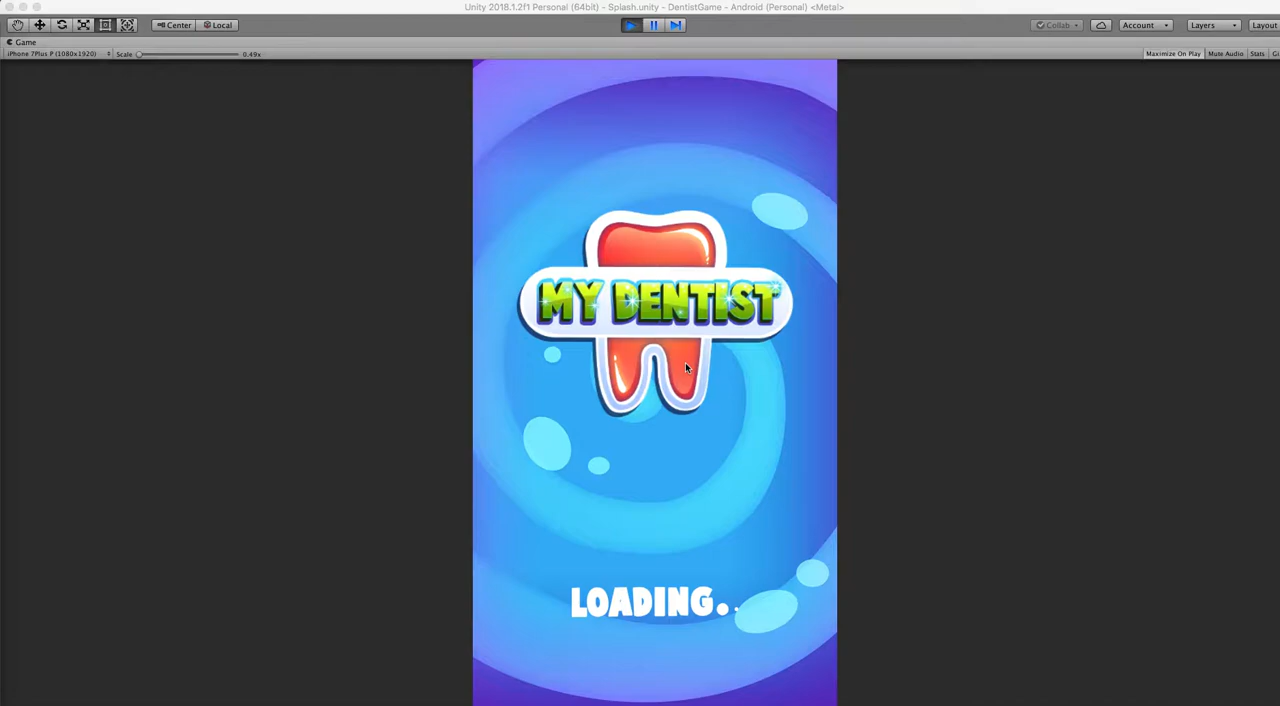 Unity 2018.1.2f1 Personal (64bit) - Splash.unity - DentistGame - Android (Personal) <Metal>
Center Local Collab Account Layers Layout
Game
iPhone 7Plus P (1080x1920) Scale 0.49x Maximize On Play Mute Audio Stats
MY DENTIST
LOADING..